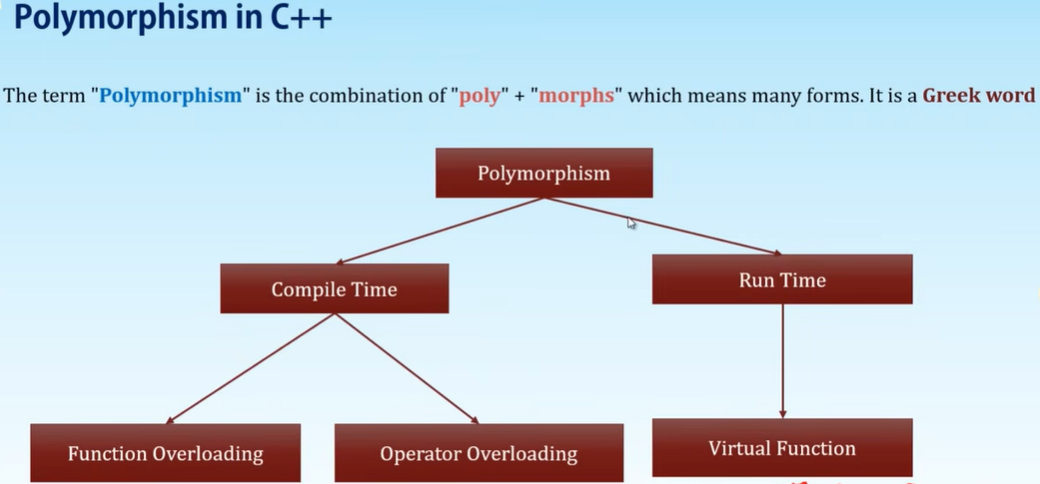 Polymorphism in C++
The term "Polymorphism" is the combination of "poly" + "morphs" which means many forms. It is a Greek word
Polymorphism
Compile Time
Run Time
Function Overloading
Operator Overloading
Virtual Function